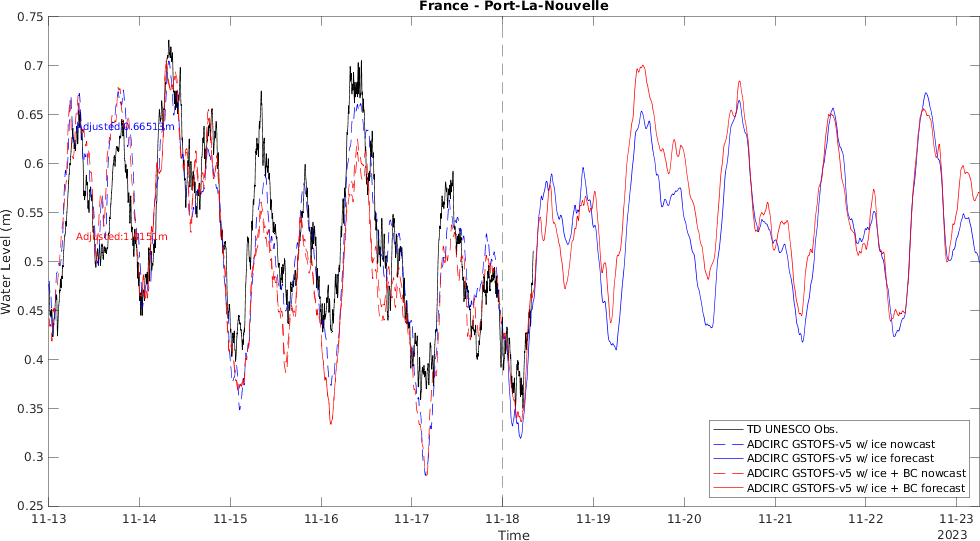 France - Port-La-Nouvelle
0.75
0.7
0.65
0.6
0.55
0.5
0.45
0.4
0.35
0.3
0.25
Water Level (m)
11-13
11-14
11-15
11-16
11-17
11-18
11-19
11-20
11-21
11-22
11-23
2023
Time
TD UNESCO Obs.
ADCIRC GSTOFS-v5 w/ ice nowcast
ADCIRC GSTOFS-v5 w/ ice forecast
ADCIRC GSTOFS-v5 w/ ice + BC nowcast
ADCIRC GSTOFS-v5 w/ ice + BC forecast